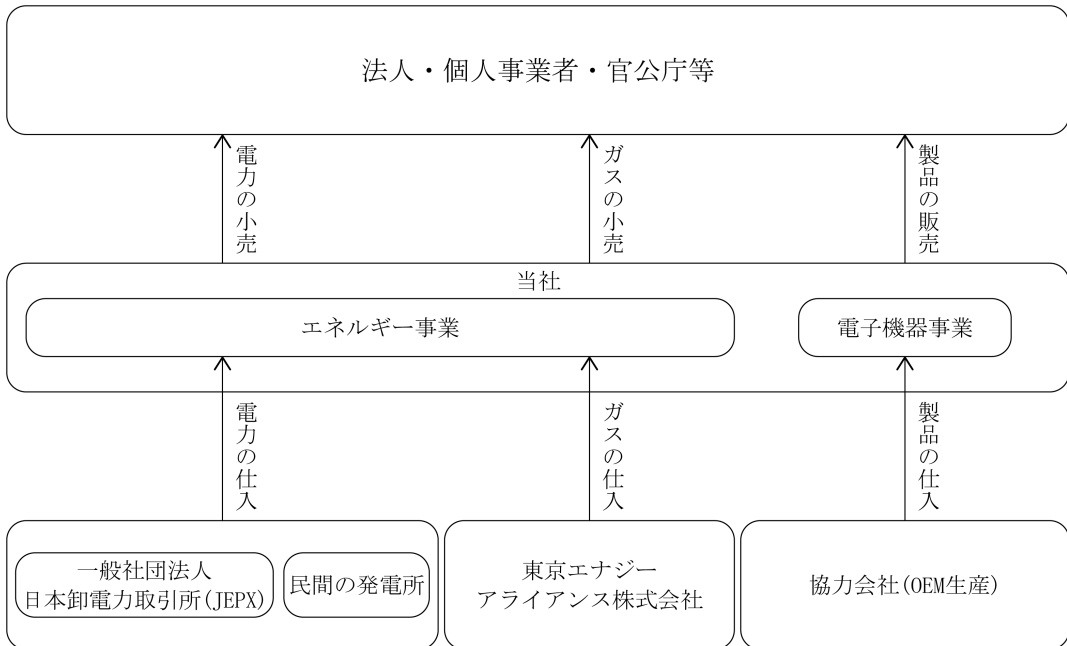 法人・個人事業者・官公庁等
電力の小売
ガスの小売
製品の販売
当社
エネルギー事業
電子機器事業
電力の仕入
ガスの仕入
製品の仕入
一般社団法人
日本卸電力取引所(JEPX)
民間の発電所
東京エナジー
アライアンス株式会社
協力会社(OEM生産)